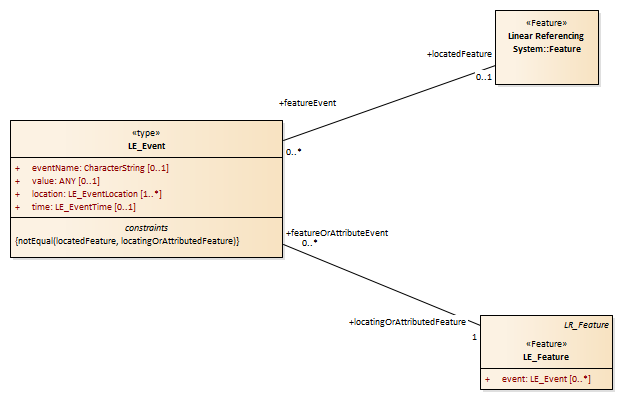 «Feature»
Linear Referencing
System::Feature
+locatedFeature
0..1
+featureEvent
0..*
«type»
LE_Event
+ eventName: CharacterString [0..1]
+ value: ANY [0..1]
+ location: LE_EventLocation [1..*]
+ time: LE_EventTime [0..1]
constraints
{notEqual(locatedFeature, locatingOrAttributedFeature)}
+featureOrAttributeEvent
0..*
+locatingOrAttributedFeature
1
LR_Feature
«Feature»
LE_Feature
+ event: LE_Event [0..*]